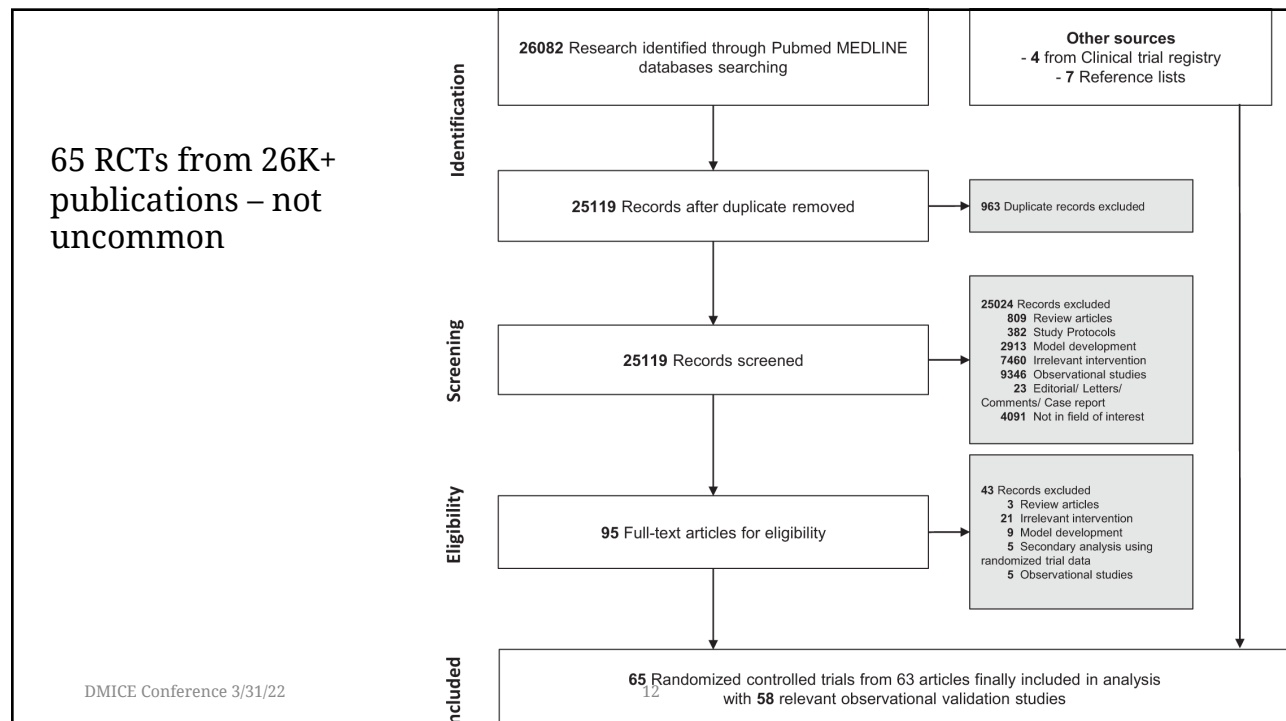 65 RCTs from 26K+
publications – not
uncommon
Identification
26082 Research identified through Pubmed MEDLINE
databases searching
Other sources
- 4 from Clinical trial registry
- 7 Reference lists
25119 Records after duplicate removed
963 Duplicate records excluded
Screening
25119 Records screened
25024 Records excluded
809 Review articles
382 Study Protocols
2913 Model development
7460 Irrelevant intervention
9346 Observational studies
23 Editorial/ Letters/
Comments/ Case report
4091 Not in field of interest
Eligibility
95 Full-text articles for eligibility
43 Records excluded
3 Review articles
21 Irrelevant intervention
9 Model development
5 Secondary analysis using
randomized trial data
5 Observational studies
ncluded
65 Randomized controlled trials from 63 articles finally included in analysis
with 58 relevant observational validation studies
DMICE Conference 3/31/22
12